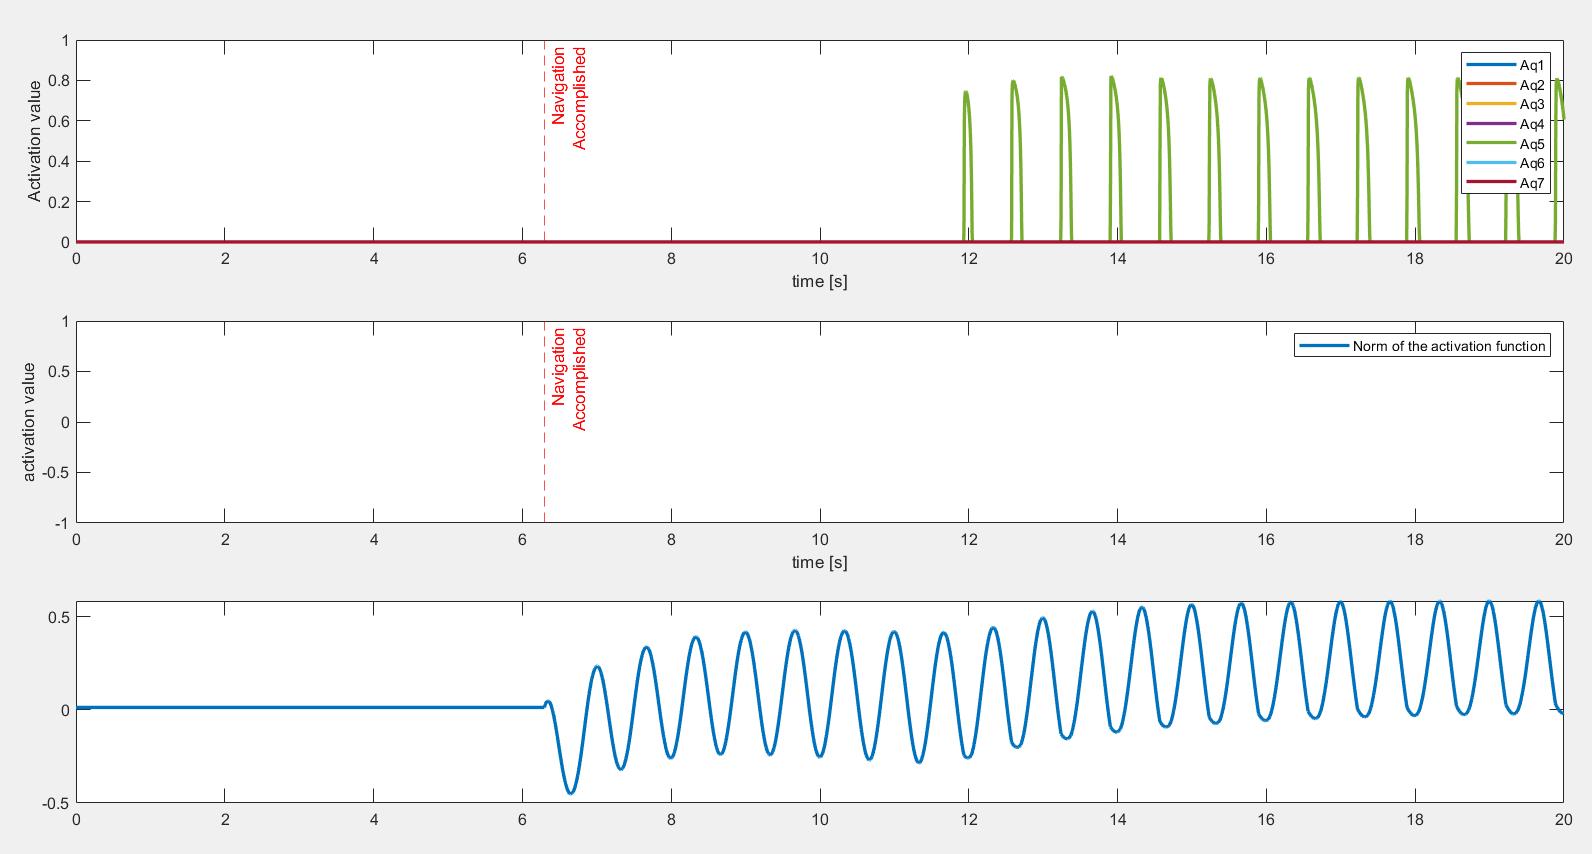 1
0.8
0.6
0.4
0.2
0
Activation value
Navigation
Accomplished
Aq1
Aq2
Aq3
Aq4
Aq5
Aq6
Aq7
0 2 4 6 8 10 12 14 16 18 20
time [s]
1
0.5
0
-0.5
-1
activation value
Navigation
Accomplished
Norm of the activation function
0 2 4 6 8 10 12 14 16 18 20
time [s]
0.5
0
-0.5
0 2 4 6 8 10 12 14 16 18 20